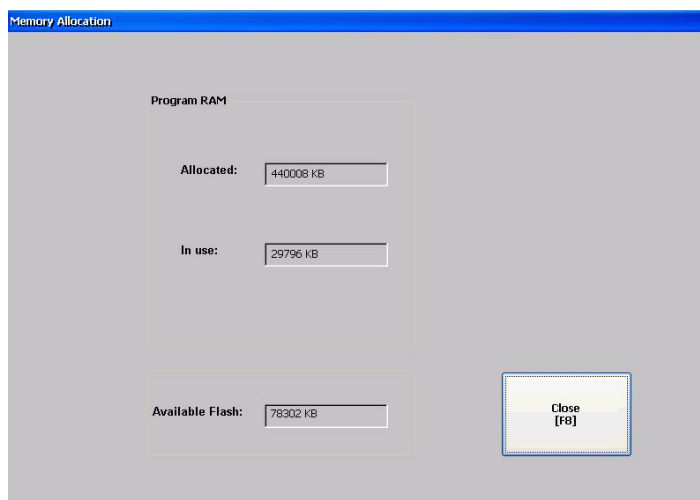 Memory Allocation
Program RAM
Allocated: 440008 KB
In use: 29796 KB
Available Flash: 78302 KB
Close
[F8]